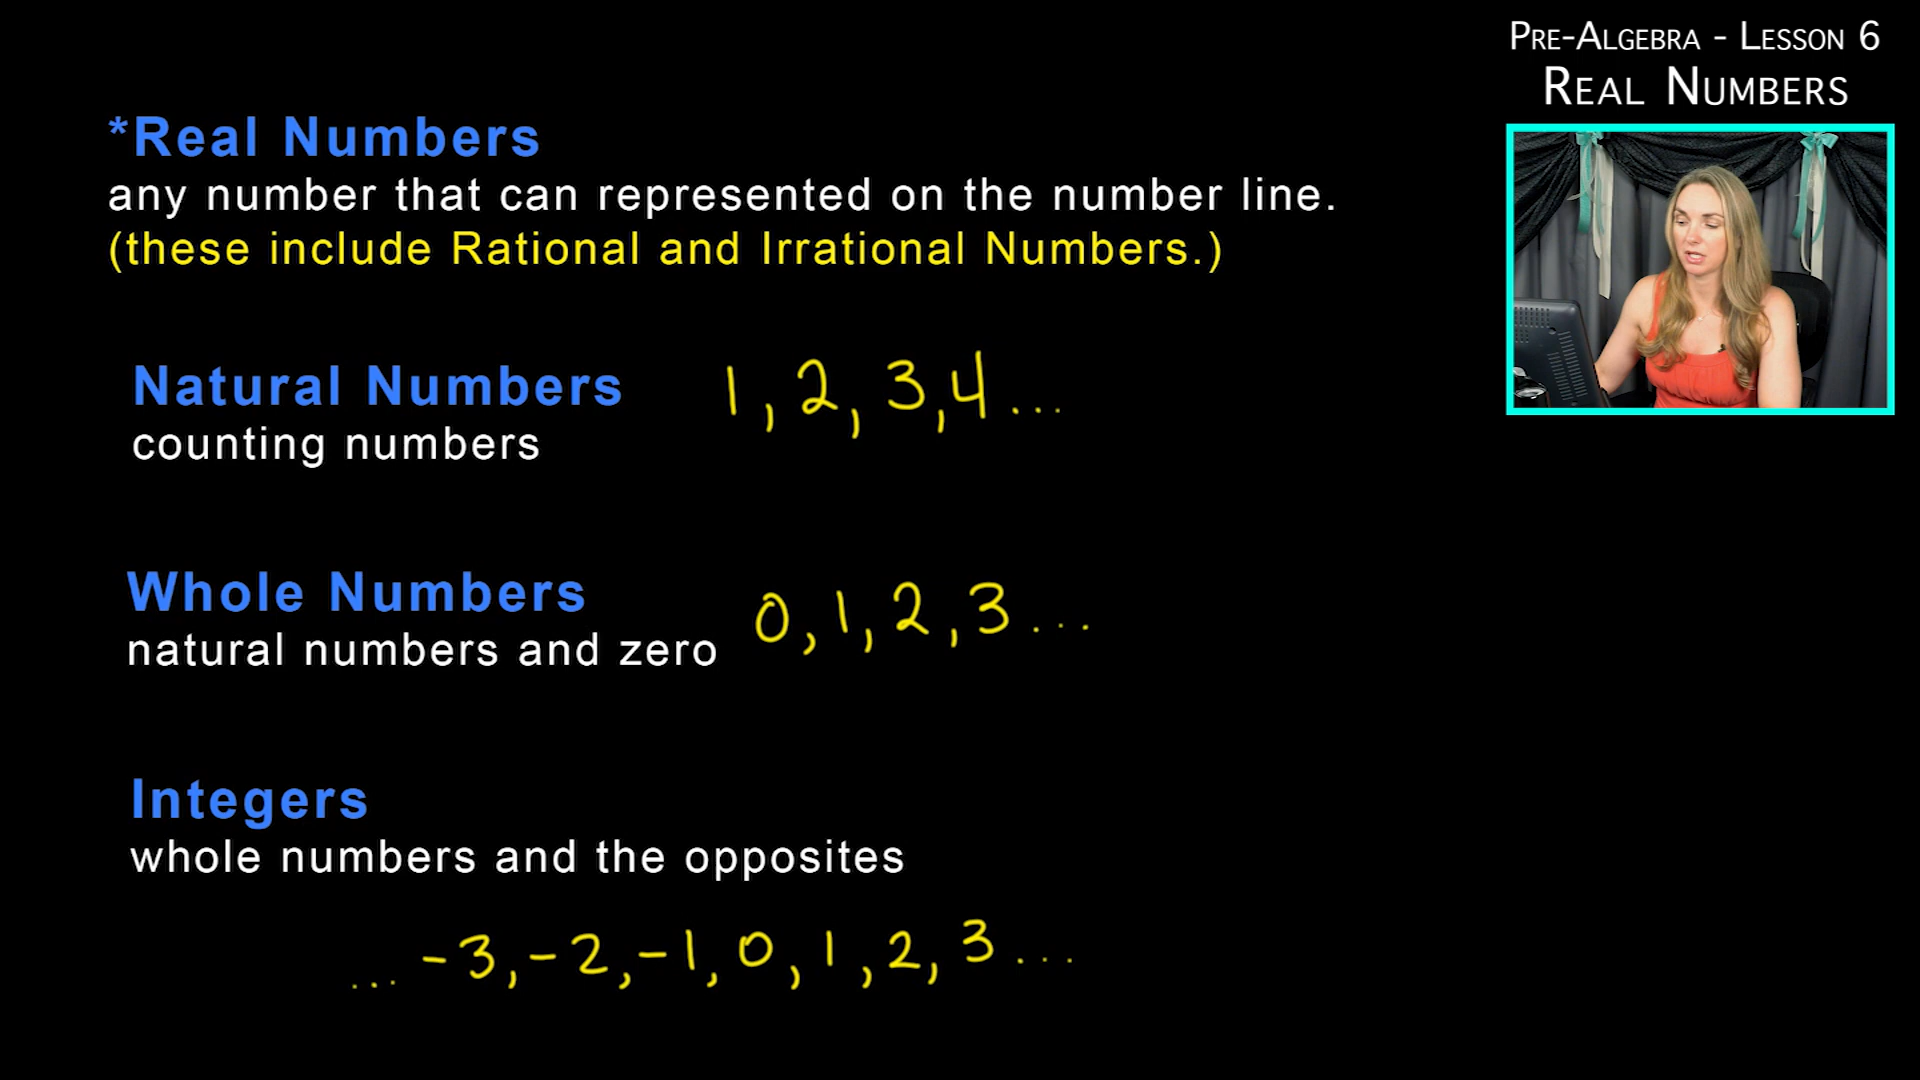 PRE-ALGEBRA - LESSON 6
REAL NUMBERS
*Real Numbers
any number that can represented on the number line.
(these include Rational and Irrational Numbers.)
Natural Numbers 1, 2, 3, 4...
counting numbers
Whole Numbers 0, 1, 2, 3...
natural numbers and zero
Integers
whole numbers and the opposites
... -3, -2, -1, 0, 1, 2, 3...